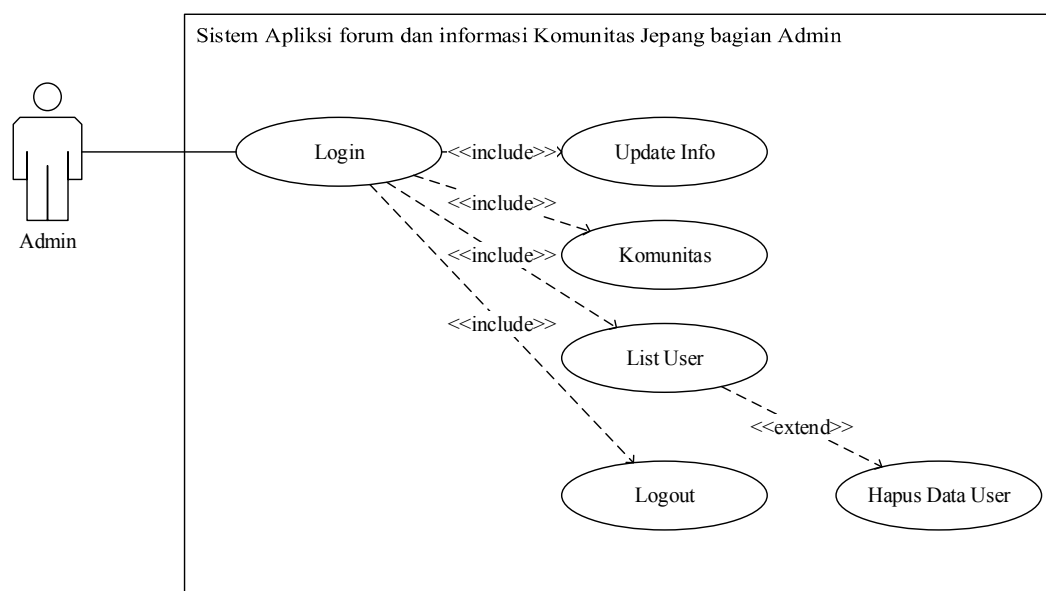 Sistem Apliksi forum dan informasi Komunitas Jepang bagian Admin
Login
<<include>>
Update Info
<<include>>
Admin
Komunitas
<<include>>
<<include>>
List User
<<extend>>
Logout
Hapus Data User